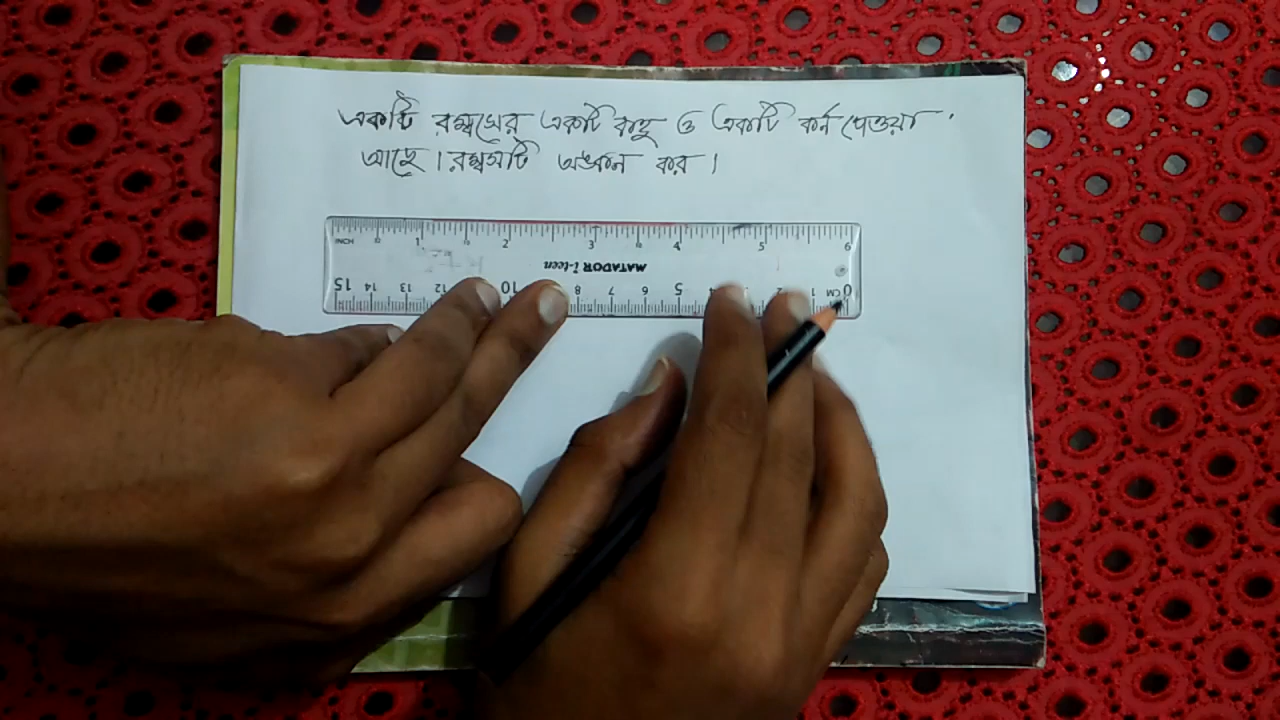 একটি রম্বসের একটি বাহু ও একটি কর্ন দেওয়া
আছে। রম্বসটি অঙ্কন কর।
INCH 1 2 3 4 5 6
MATADOR i-teen
15 14 13 12 10 8 7 6 5 1 CM 0